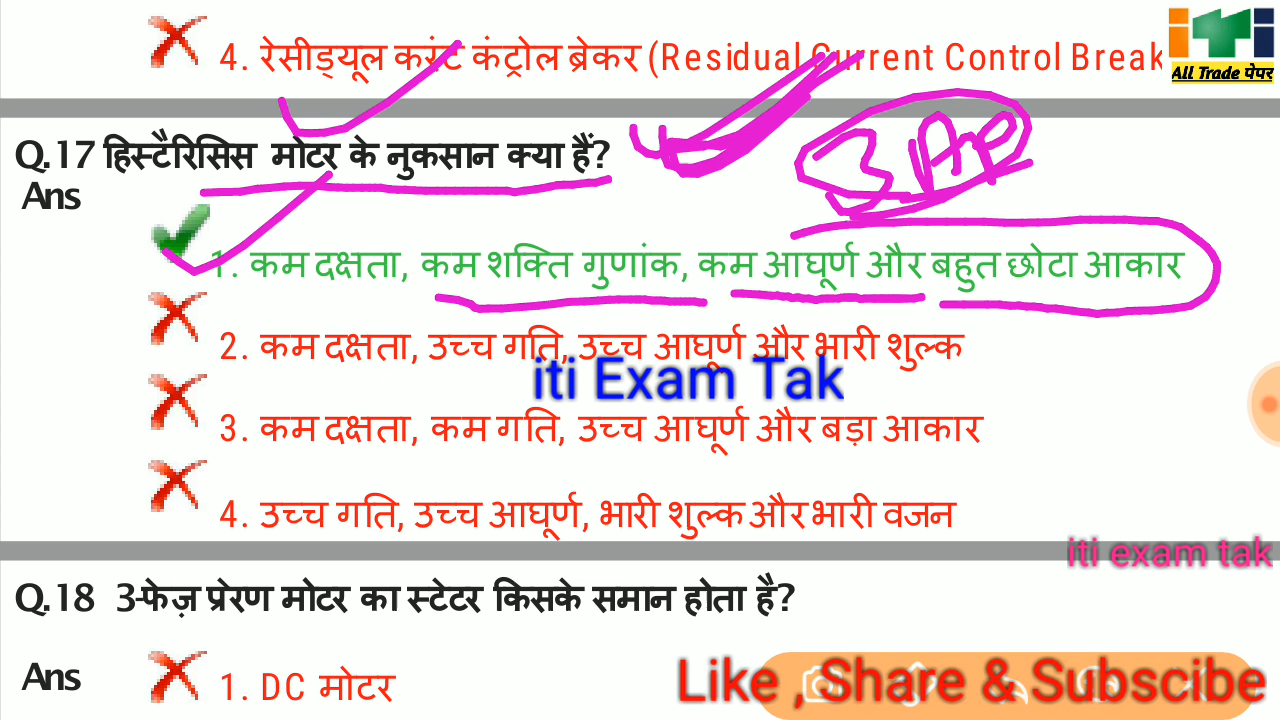 4. रेसीड्यूल करंट कंट्रोल ब्रेकर (Residual Current Control Break
iTi
All Trade पेपर
Q.17 हिस्टैरिसिस मोटर के नुकसान क्या हैं?
Ans
3 AP
1. कम दक्षता, कम शक्ति गुणांक, कम आघूर्ण और बहुत छोटा आकार
2. कम दक्षता, उच्च गति, उच्च आघूर्ण और भारी शुल्क
iti Exam Tak
3. कम दक्षता, कम गति, उच्च आघूर्ण और बड़ा आकार
4. उच्च गति, उच्च आघूर्ण, भारी शुल्क और भारी वजन
iti exam tak
Q.18 3-फेज़ प्रेरण मोटर का स्टेटर किसके समान होता है?
Ans
1. DC मोटर
Like , Share & Subscibe